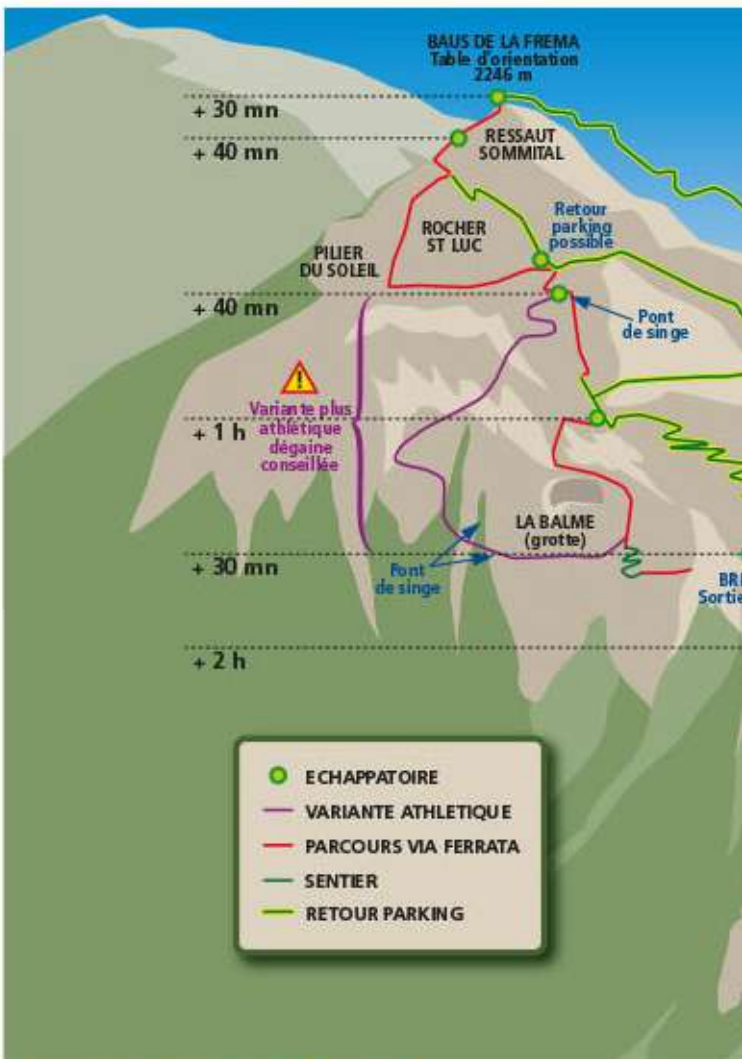 BAUS DE LA FREMA
Table d'orientation
2246 m
+ 30 mn
+ 40 mn
RESSAUT
SOMMITAL
Retour
parking
possible
ROCHER
ST LUC
PILIER
DU SOLEIL
+ 40 mn
Pont
de singe
!
Variante plus
athlétique
dégaine
conseillée
+ 1 h
LA BALME
(grotte)
+ 30 mn
Pont
de singe
BRE
Sortie
+ 2 h
ECHAPPATOIRE
VARIANTE ATHLETIQUE
PARCOURS VIA FERRATA
SENTIER
RETOUR PARKING